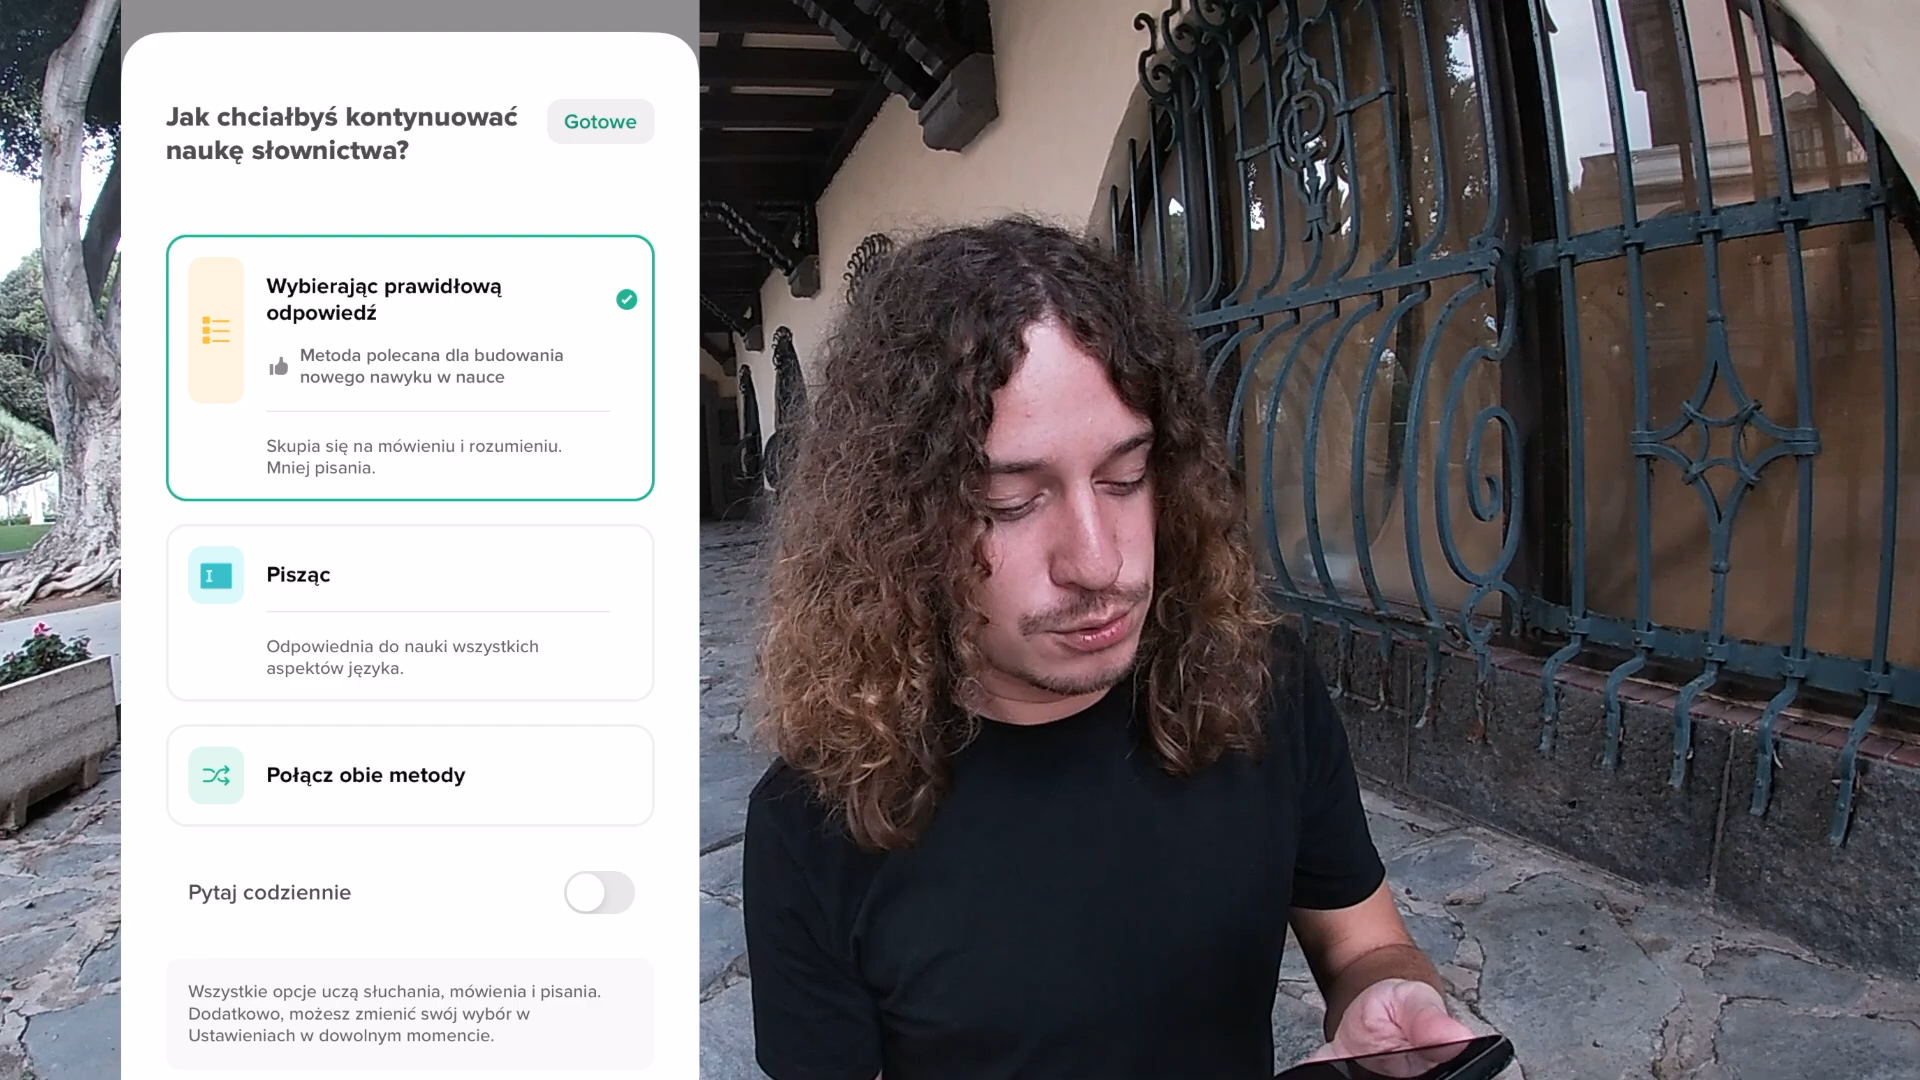 Jak chciałbyś kontynuować
naukę słownictwa?
Gotowe
Wybierając prawidłową
odpowiedź
Metoda polecana dla budowania
nowego nawyku w nauce
Skupia się na mówieniu i rozumieniu.
Mniej pisania.
Pisząc
Odpowiednia do nauki wszystkich
aspektów języka.
Połącz obie metody
Pytaj codziennie
Wszystkie opcje uczą słuchania, mówienia i pisania.
Dodatkowo, możesz zmienić swój wybór w
Ustawieniach w dowolnym momencie.